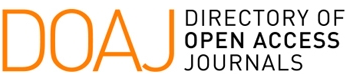 DOAJ
DIRECTORY OF
OPEN ACCESS
JOURNALS